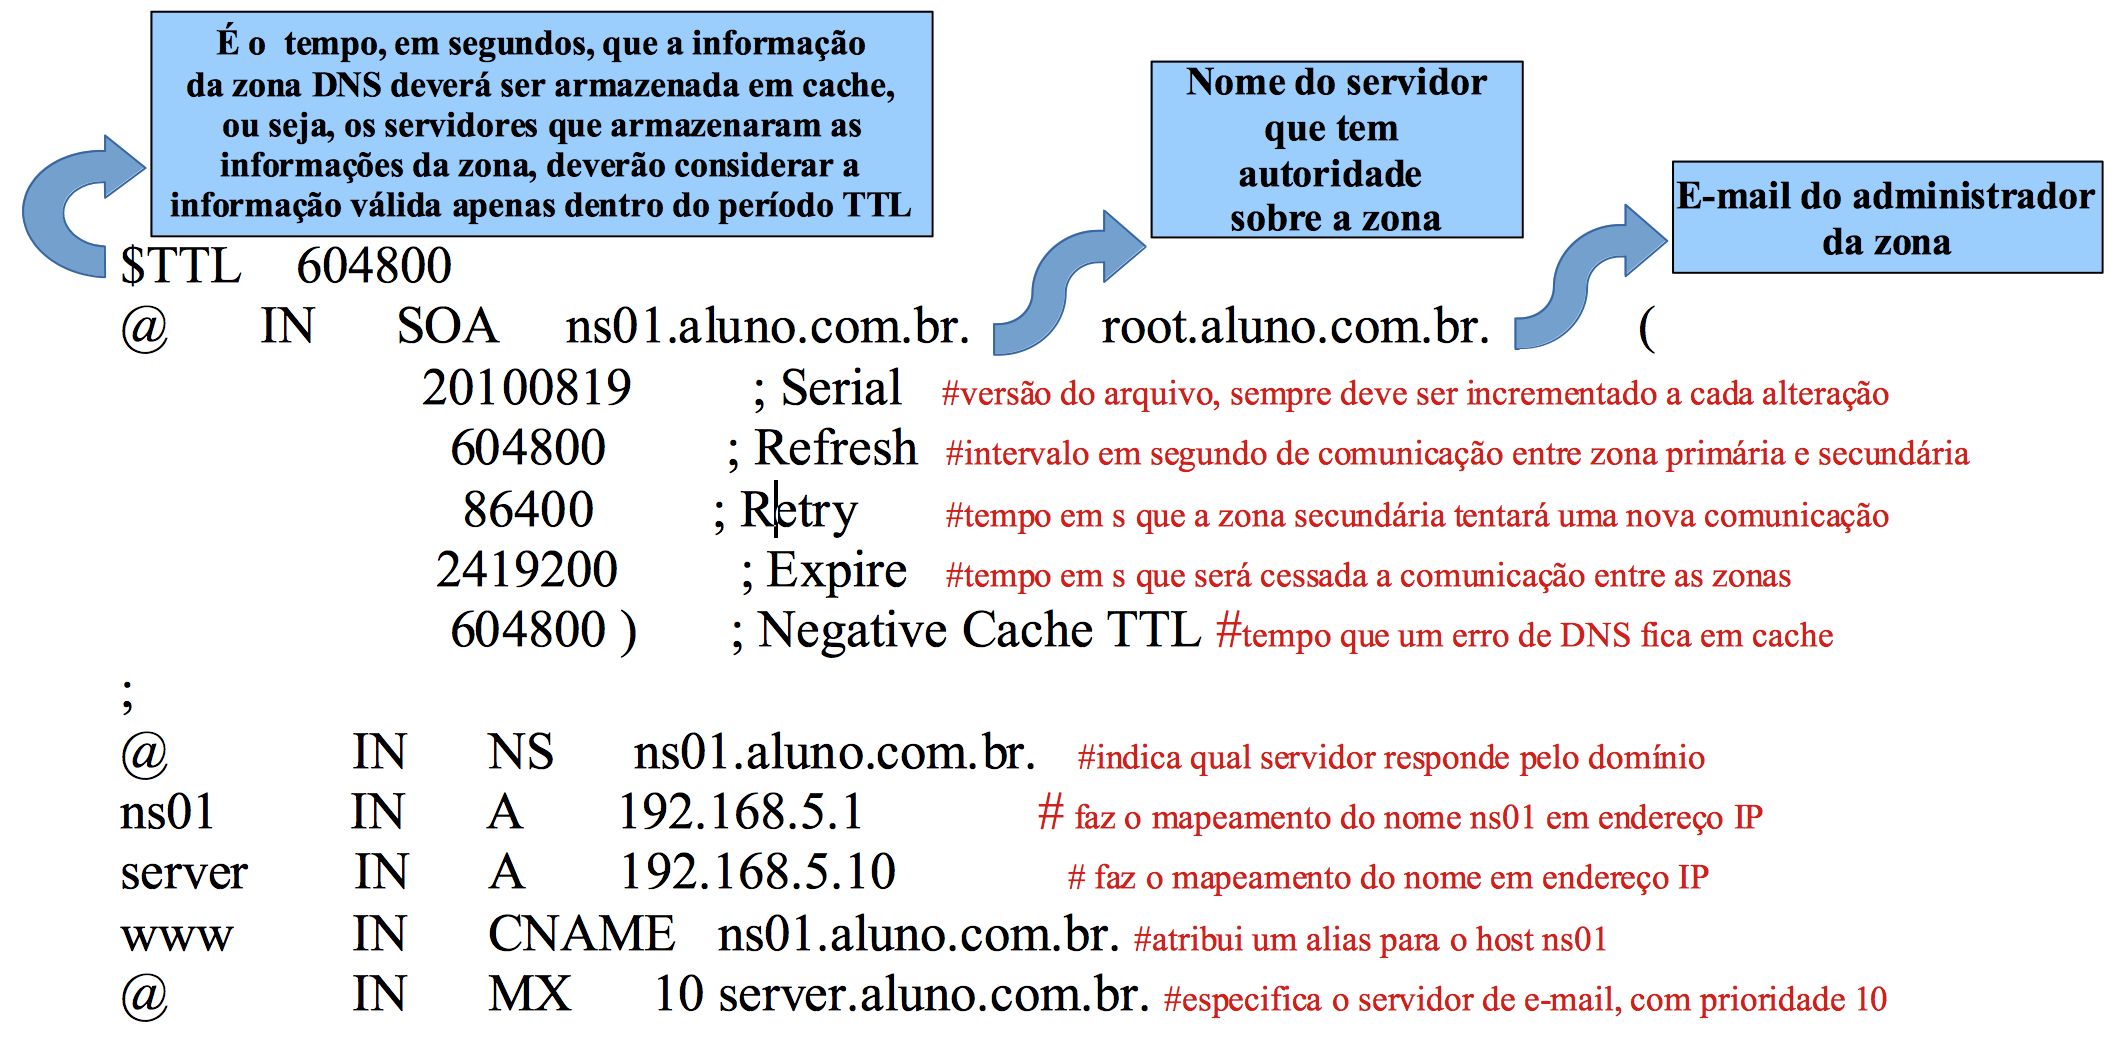 É o tempo, em segundos, que a informação
da zona DNS deverá ser armazenada em cache,
ou seja, os servidores que armazenaram as
informações da zona, deverão considerar a
informação válida apenas dentro do período TTL
Nome do servidor
que tem
autoridade
sobre a zona
E-mail do administrador
da zona
$TTL 604800
@ IN SOA ns01.aluno.com.br. root.aluno.com.br. (
20100819 ; Serial #versão do arquivo, sempre deve ser incrementado a cada alteração
604800 ; Refresh #intervalo em segundo de comunicação entre zona primária e secundária
86400 ; Retry #tempo em s que a zona secundária tentará uma nova comunicação
2419200 ; Expire #tempo em s que será cessada a comunicação entre as zonas
604800 ) ; Negative Cache TTL #tempo que um erro de DNS fica em cache
;
@ IN NS ns01.aluno.com.br. #indica qual servidor responde pelo domínio
ns01 IN A 192.168.5.1 # faz o mapeamento do nome ns01 em endereço IP
server IN A 192.168.5.10 # faz o mapeamento do nome em endereço IP
www IN CNAME ns01.aluno.com.br. #atribui um alias para o host ns01
@ IN MX 10 server.aluno.com.br. #especifica o servidor de e-mail, com prioridade 10